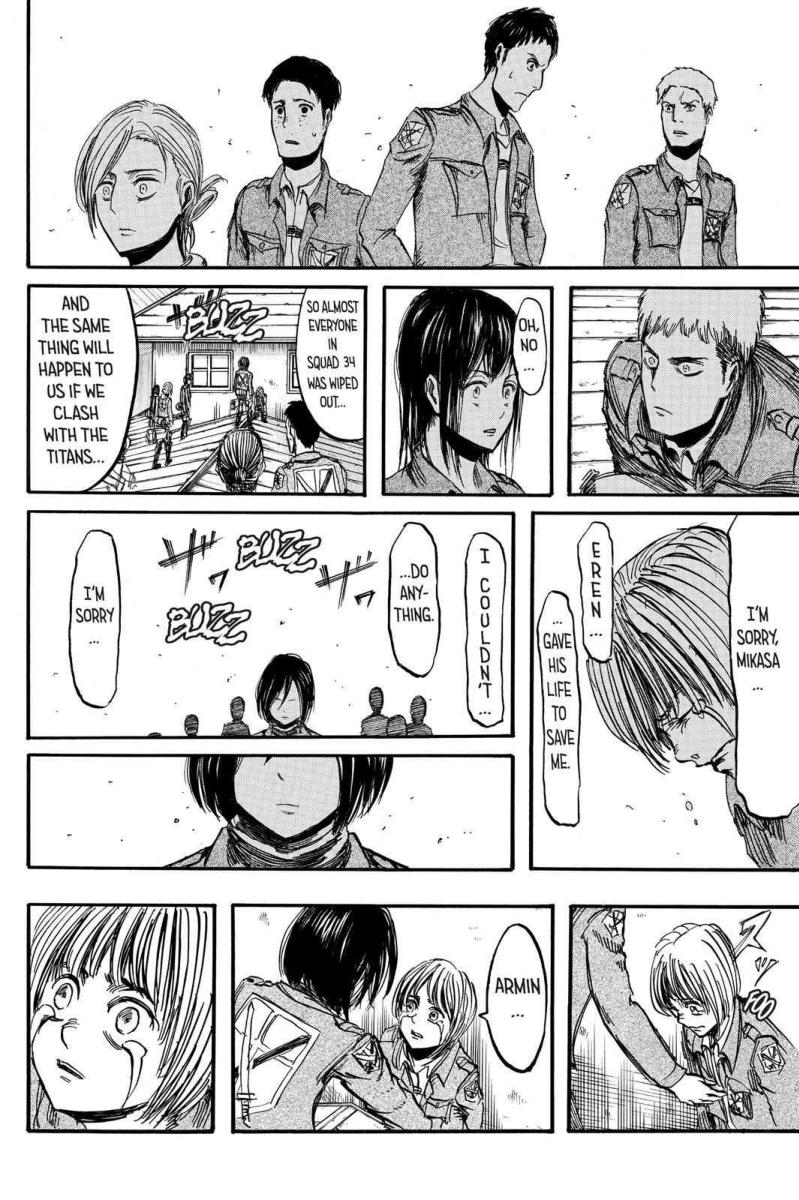 OH,
NO
...
SO ALMOST
EVERYONE
IN
SQUAD 34
WAS WIPED
OUT...
BUZZ
AND
THE SAME
THING WILL
HAPPEN TO
US IF WE
CLASH
WITH THE
TITANS...
I'M
SORRY,
MIKASA
...
EREN
...
...
GAVE
HIS
LIFE
TO
SAVE
ME.
I
COULDN'T
...
...DO
ANY-
THING.
BUZZ
BUZZ
I'M
SORRY
...
FOO
ARMIN
...